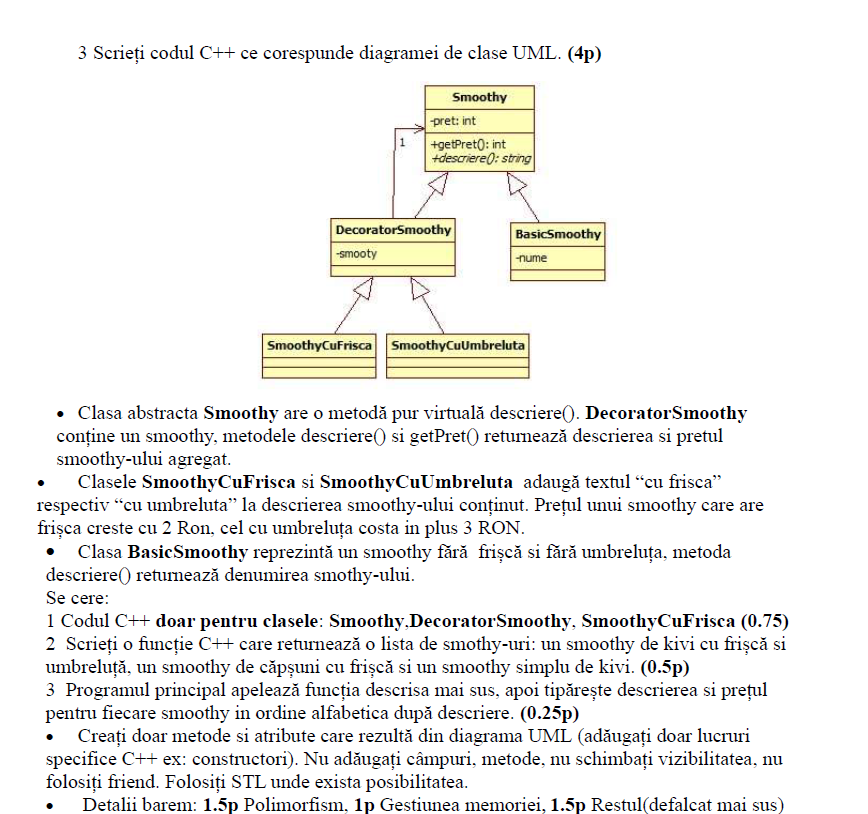 3 Scrieți codul C++ ce corespunde diagramei de clase UML. (4p)
Smoothy
-pret: int
+getPret(): int
+descriere(): string
1
DecoratorSmoothy
-smooty
BasicSmoothy
-nume
SmoothyCuFrisca
SmoothyCuUmbreluta
• Clasa abstracta Smoothy are o metodă pur virtuală descriere(). DecoratorSmoothy
conține un smoothy, metodele descriere() si getPret() returnează descrierea si pretul
smoothy-ului agregat.
• Clasele SmoothyCuFrisca si SmoothyCuUmbreluta adaugă textul “cu frisca”
respectiv “cu umbreluta” la descrierea smoothy-ului conținut. Prețul unui smoothy care are
frișca creste cu 2 Ron, cel cu umbreluța costa in plus 3 RON.
• Clasa BasicSmoothy reprezintă un smoothy fără frișcă si fără umbreluța, metoda
descriere() returnează denumirea smothy-ului.
Se cere:
1 Codul C++ doar pentru clasele: Smoothy,DecoratorSmoothy, SmoothyCuFrisca (0.75)
2 Scrieți o funcție C++ care returnează o lista de smothy-uri: un smoothy de kivi cu frișcă si
umbreluță, un smoothy de căpșuni cu frișcă si un smoothy simplu de kivi. (0.5p)
3 Programul principal apelează funcția descrisa mai sus, apoi tipărește descrierea si prețul
pentru fiecare smoothy in ordine alfabetica după descriere. (0.25p)
• Creați doar metode si atribute care rezultă din diagrama UML (adăugați doar lucruri
specifice C++ ex: constructori). Nu adăugați câmpuri, metode, nu schimbați vizibilitatea, nu
folosiți friend. Folosiți STL unde exista posibilitatea.
• Detalii barem: 1.5p Polimorfism, 1p Gestiunea memoriei, 1.5p Restul(defalcat mai sus)